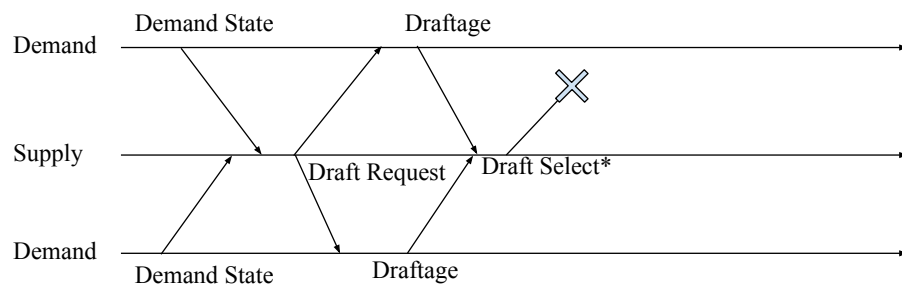 Demand State
Draftage
Demand
Supply
Draft Request
Draft Select*
Demand
Demand State
Draftage